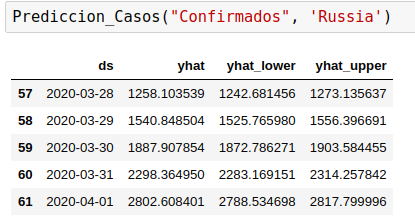 Prediccion_Casos("Confirmados", 'Russia')
ds yhat yhat_lower yhat_upper
57 2020-03-28 1258.103539 1242.681456 1273.135637
58 2020-03-29 1540.848504 1525.765980 1556.396691
59 2020-03-30 1887.907854 1872.786271 1903.584455
60 2020-03-31 2298.364950 2283.169151 2314.257842
61 2020-04-01 2802.608401 2788.534698 2817.799996